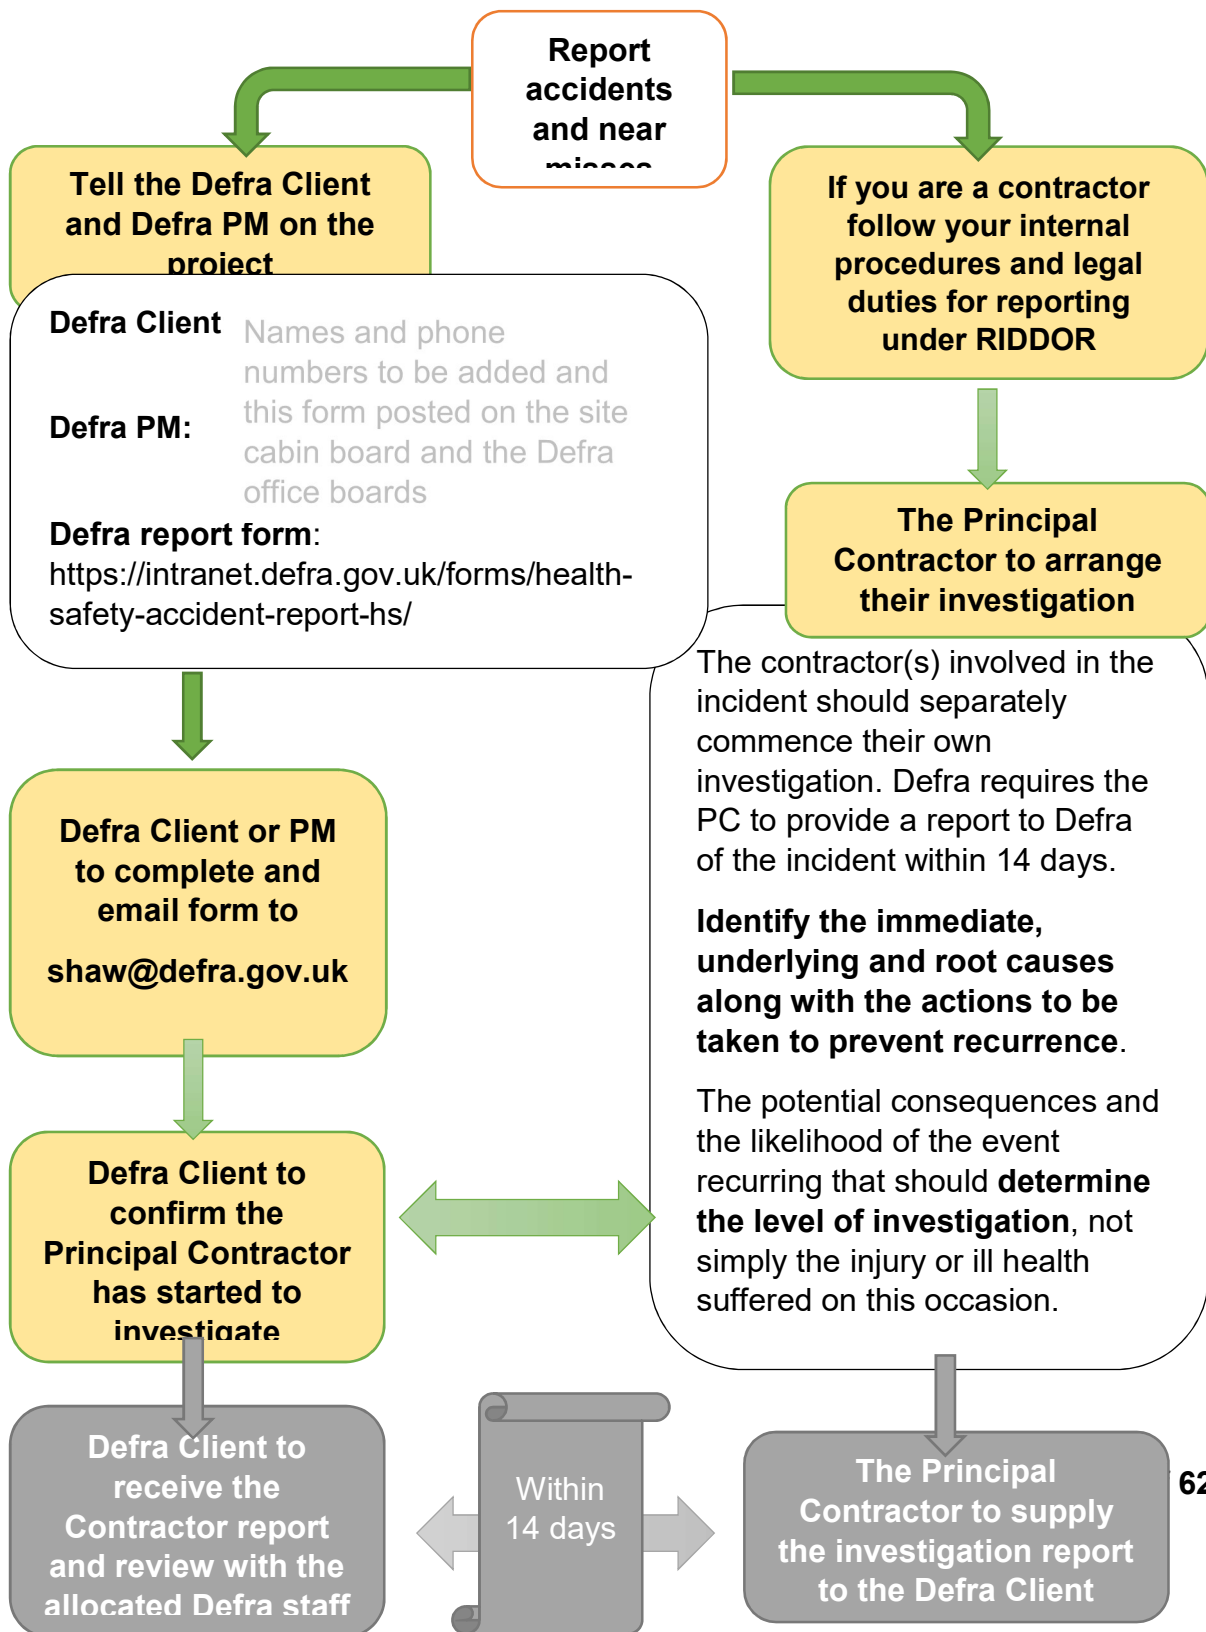 Report
accidents
and near
misses
Tell the Defra Client
and Defra PM on the
project
If you are a contractor
follow your internal
procedures and legal
duties for reporting
under RIDDOR
Defra Client
Names and phone
numbers to be added and
this form posted on the site
cabin board and the Defra
office boards
Defra PM:
Defra report form:
https://intranet.defra.gov.uk/forms/health-
safety-accident-report-hs/
The Principal
Contractor to arrange
their investigation
The contractor(s) involved in the
incident should separately
commence their own
investigation. Defra requires the
PC to provide a report to Defra
of the incident within 14 days.
Identify the immediate,
underlying and root causes
along with the actions to be
taken to prevent recurrence.
The potential consequences and
the likelihood of the event
recurring that should determine
the level of investigation, not
simply the injury or ill health
suffered on this occasion.
Defra Client or PM
to complete and
email form to
shaw@defra.gov.uk
Defra Client to
confirm the
Principal Contractor
has started to
investigate
Defra Client to
receive the
Contractor report
and review with the
allocated Defra staff
Within
14 days
The Principal
Contractor to supply
the investigation report
to the Defra Client
62